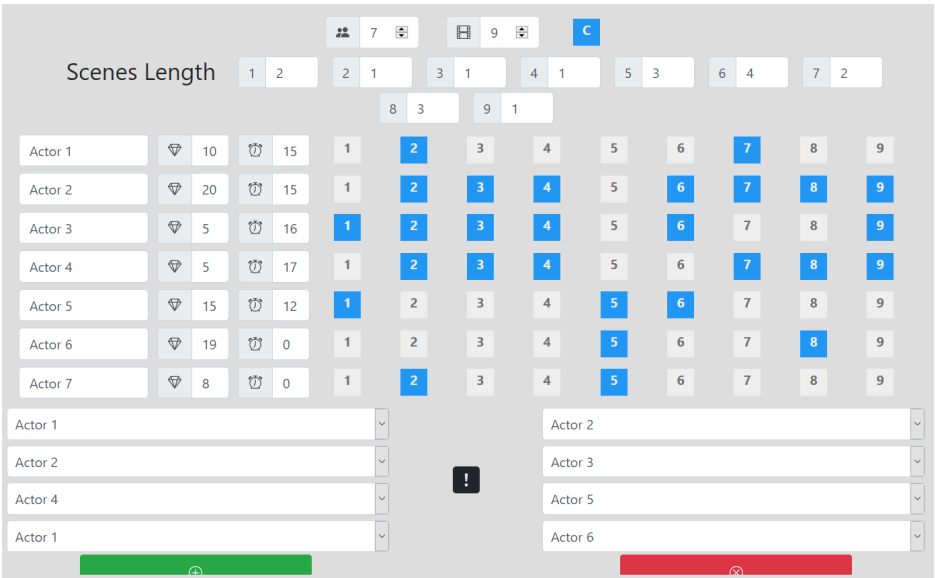 7 9 C
Scenes Length 1 2 2 1 3 1 4 1 5 3 6 4 7 2
8 3 9 1
Actor 1 10 15 1 2 3 4 5 6 7 8 9
Actor 2 20 15 1 2 3 4 5 6 7 8 9
Actor 3 5 16 1 2 3 4 5 6 7 8 9
Actor 4 5 17 1 2 3 4 5 6 7 8 9
Actor 5 15 12 1 2 3 4 5 6 7 8 9
Actor 6 19 0 1 2 3 4 5 6 7 8 9
Actor 7 8 0 1 2 3 4 5 6 7 8 9
Actor 1 Actor 2
Actor 2 Actor 3
!
Actor 4 Actor 5
Actor 1 Actor 6